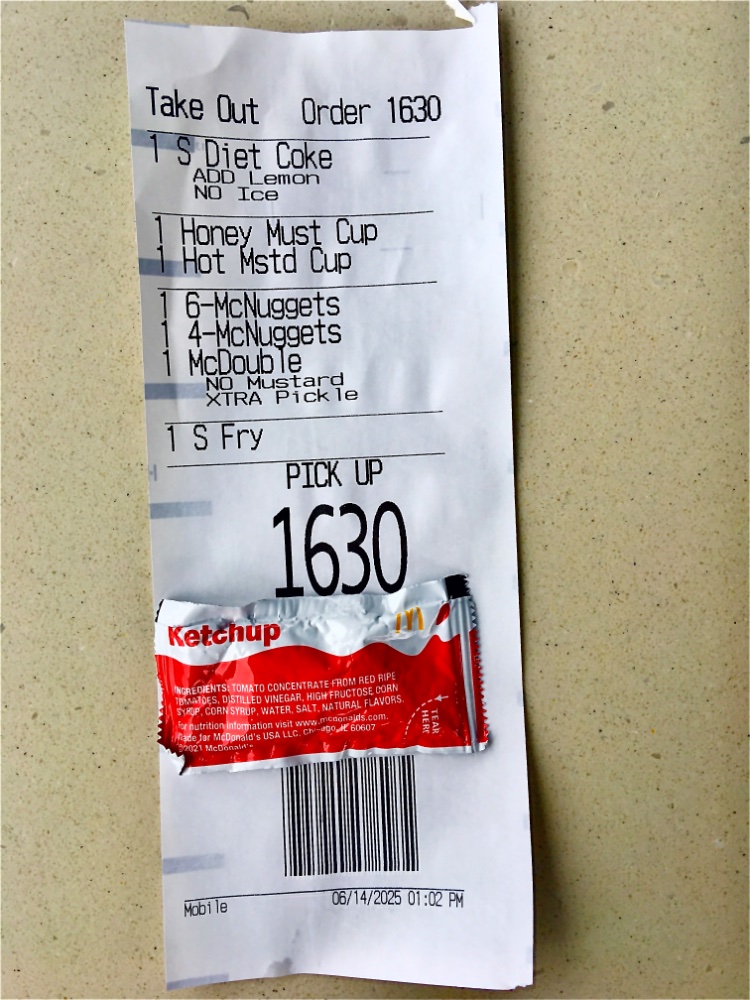 Take Out Order 1630
1 S Diet Coke
ADD Lemon
NO Ice
1 Honey Must Cup
1 Hot Mstd Cup
1 6-McNuggets
1 4-McNuggets
1 McDouble
NO Mustard
XTRA Pickle
1 S Fry
PICK UP
1630
Ketchup
INGREDIENTS: TOMATO CONCENTRATE FROM RED RIPE
TOMATOES, DISTILLED VINEGAR, HIGH FRUCTOSE CORN
SYRUP, CORN SYRUP, WATER, SALT, NATURAL FLAVORS.
For nutrition information visit www.mcdonalds.com.
Made for McDonald's USA LLC. Chicago, IL 60607
©2021 McDonald's
TEAR
HERE
Mobile 06/14/2025 01:02 PM